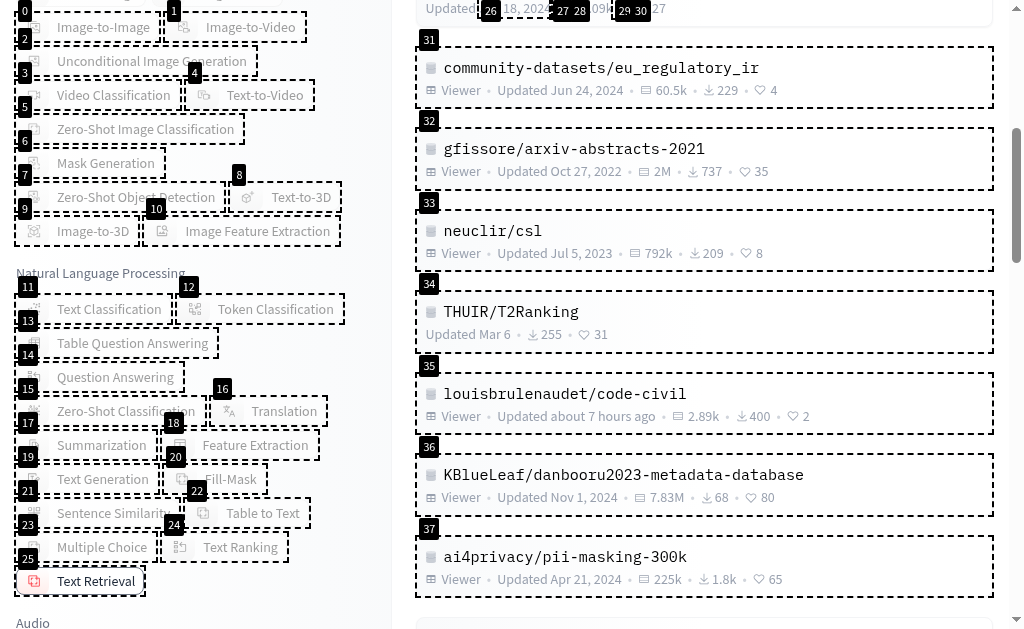 0 1
Image-to-Image Image-to-Video
2
Unconditional Image Generation
3 4
Video Classification Text-to-Video
5
Zero-Shot Image Classification
6
Mask Generation
7 8
Zero-Shot Object Detection Text-to-3D
9 10
Image-to-3D Image Feature Extraction
Natural Language Processing
11 12
Text Classification Token Classification
13
Table Question Answering
14
Question Answering
15 16
Zero-Shot Classification Translation
17 18
Summarization Feature Extraction
19 20
Text Generation Fill-Mask
21 22
Sentence Similarity Table to Text
23 24
Multiple Choice Text Ranking
25
Text Retrieval
Audio
26 27 28 29 30
Updated 18, 2024 09k 27
31
community-datasets/eu_regulatory_ir
Viewer • Updated Jun 24, 2024 • 60.5k • 229 • 4
32
gfissore/arxiv-abstracts-2021
Viewer • Updated Oct 27, 2022 • 2M • 737 • 35
33
neuclir/csl
Viewer • Updated Jul 5, 2023 • 792k • 209 • 8
34
THUIR/T2Ranking
Updated Mar 6 • 255 • 31
35
louisbrulenaudet/code-civil
Viewer • Updated about 7 hours ago • 2.89k • 400 • 2
36
KBlueLeaf/danbooru2023-metadata-database
Viewer • Updated Nov 1, 2024 • 7.83M • 68 • 80
37
ai4privacy/pii-masking-300k
Viewer • Updated Apr 21, 2024 • 225k • 1.8k • 65